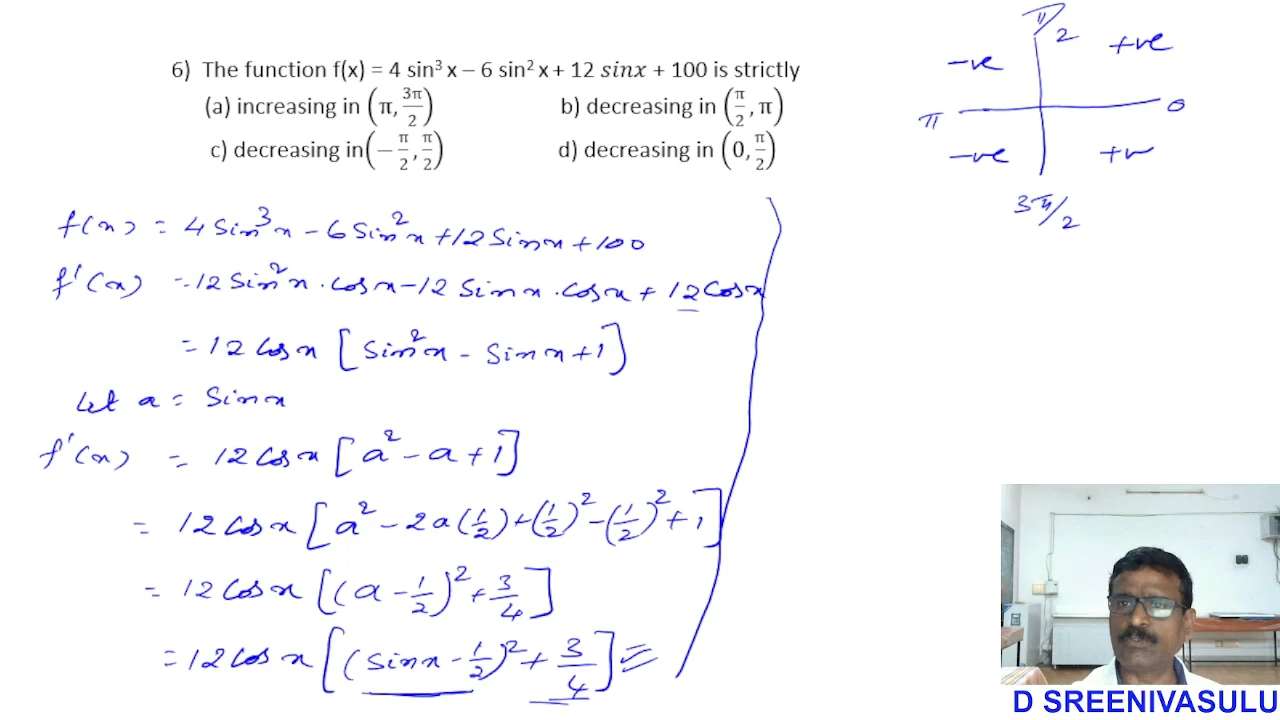 6) The function f(x) = 4 sin³ x – 6 sin² x + 12 sinx + 100 is strictly
(a) increasing in (π, 3π/2) b) decreasing in (π/2, π)
c) decreasing in(−π/2, π/2) d) decreasing in (0, π/2)
π/2
-ve +ve
π 0
-ve +v
3π/2
f(x) = 4 Sin³x - 6 Sin²x + 12 Sinx + 100
f'(x) = 12 Sin²x . Cosx - 12 Sinx . Cosx + 12 Cosx
= 12 Cosx [Sin²x - Sinx + 1]
Let a = Sinx
f'(x) = 12 Cosx [a² - a + 1]
= 12 Cosx [a² - 2a(1/2) + (1/2)² - (1/2)² + 1]
= 12 Cosx [(a - 1/2)² + 3/4]
= 12 Cosx [(Sinx - 1/2)² + 3/4]
D SREENIVASULU